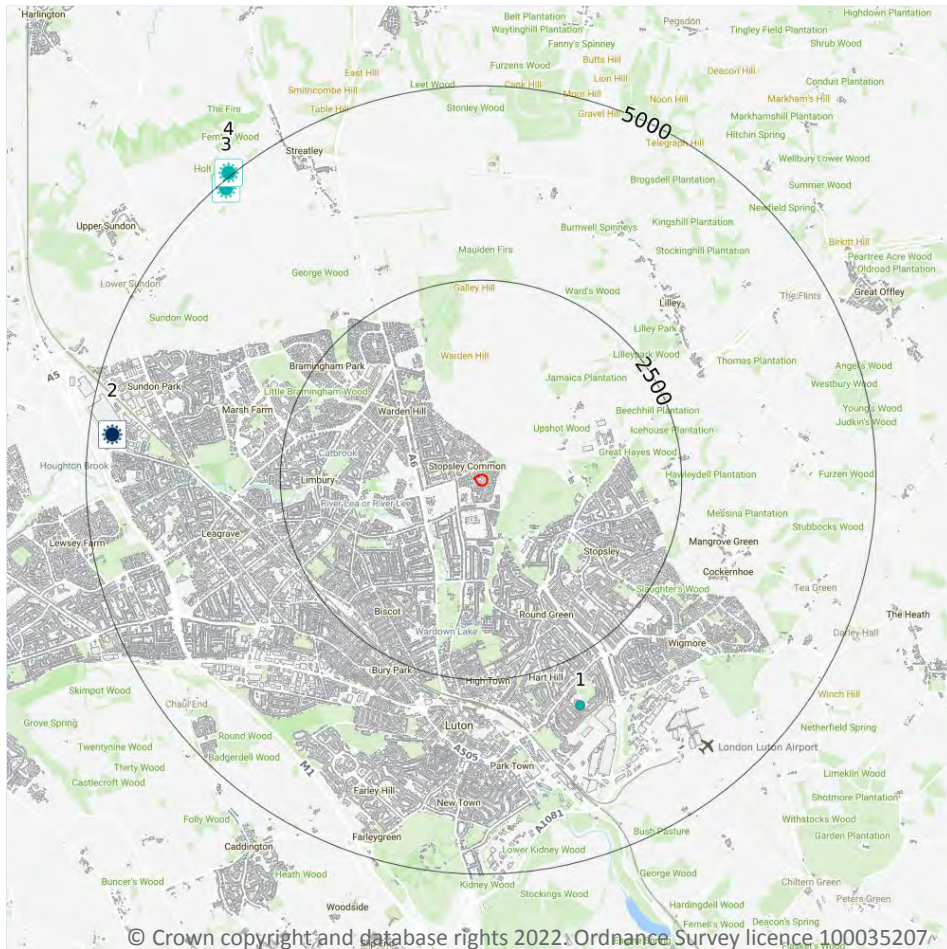 Harlington
Belt Plantation
Pegsdon
Highdown Plantation
Waytinghill Plantation
Tingley Field Plantation
Fanny's Spinney
Shrub Wood
Butts Hill
East Hill
Furzens Wood
Deacon Hill
Lion Hill
Smithcombe Hill
Leet Wood
Cank Hill
Conduit Plantation
Moor Hill
Noon Hill
Markham's Hill
Table Hill
Stonley Wood
The Firs
Gravel Hill
5000
Markhamshill Plantation
4
Hitchin Spring
3
Streatley
Telegraph Hill
Wellbury Lower Wood
Holt
Brogsdell Plantation
Summer Wood
Newfield Spring
Upper Sundon
Burnwell Spinneys
Kingshill Plantation
Birkitt Hill
Maulden Firs
Stockinghill Plantation
Peartree Acre Wood
Oldroad Plantation
George Wood
Lower Sundon
Galley Hill
Ward's Wood
The Flints
Great Offley
Lilley
Sundon Wood
Lilley Park
Warden Hill
Lilleypark Wood
Thomas Plantation
Angel's Wood
Bramingham Park
2500
A5
2
Sundon Park
Jamaica Plantation
Westbury Wood
Little Bramingham Wood
Marsh Farm
Warden Hill
Beechhill Plantation
Young's Wood
Upshot Wood
Icehouse Plantation
Judkin's Wood
Catbrook
A6
Great Hayes Wood
Houghton Brook
Stopsley Common
Hawleydell Plantation
Furzen Wood
Limbury
River Lea or River Lee
Messina Plantation
Stubbocks Wood
Leagrave
Lewsey Farm
Stopsley
Mangrove Green
Cockernhoe
Tea Green
Slaughter's Wood
Biscot
Round Green
The Heath
Wardown Lake
Darley Hall
Wigmore
Bury Park
High Town
Hart Hill
1
Skimpot Wood
Winch Hill
Chaul End
Grove Spring
Luton
Netherfield Spring
Round Wood
Twentynine Wood
A505
London Luton Airport
Badgerdell Wood
Thirty Wood
M1
Park Town
Limekiln Wood
Castlecroft Wood
Farley Hill
New Town
Shotmore Plantation
Folly Wood
A1081
Withstocks Wood
Farleygreen
Bush Pasture
Garden Plantation
Caddington
Lower Kidney Wood
Heath Wood
George Wood
Buncer's Wood
Kidney Wood
Chiltern Green
Stockings Wood
Peters Green
Woodside
Hardingdell Wood
Fernell's Wood
Deacon's Spring
© Crown copyright and database rights 2022. Ordnance Survey licence 100035207